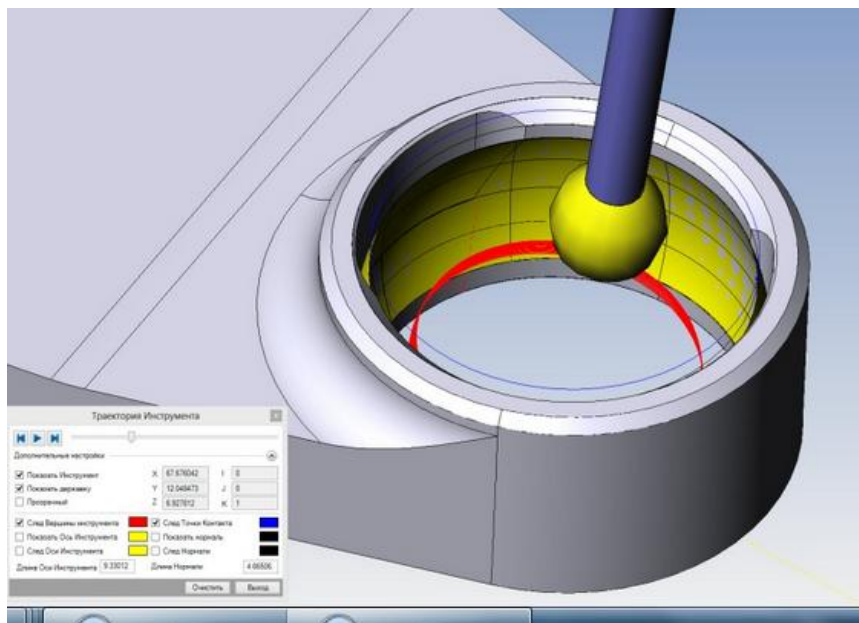 Траектория Инструмента
Дополнительные настройки
Показать Инструмент X 67.676042 I 0
Показать державку Y 12.048473 J 0
Прозрачный Z 6.927812 K 1
След Вершины инструмента След Точки Контакта
Показать Ось Инструмента Показать нормаль
След Оси Инструмента След Нормали
Длина Оси Инструмента 9.33012 Длина Нормали 4.66506
Очистить Выход